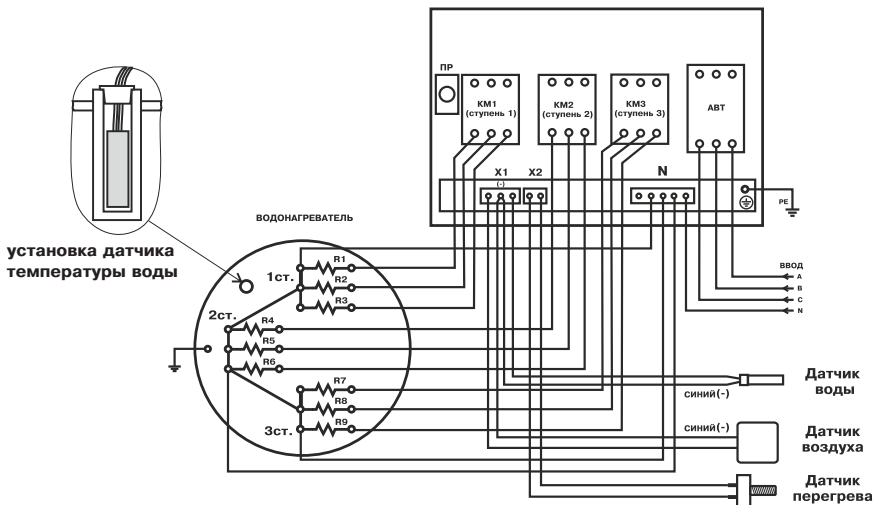 ПР
КМ1
(ступень 1)
КМ2
(ступень 2)
КМ3
(ступень 3)
АВТ
X1
(-)
X2
N
PE
ВОДОНАГРЕВАТЕЛЬ
установка датчика
температуры воды
1ст.
R1
R2
R3
2ст.
R4
R5
R6
R7
R8
R9
3ст.
ВВОД
A
B
C
N
Датчик
воды
синий(-)
синий(-)
Датчик
воздуха
Датчик
перегрева